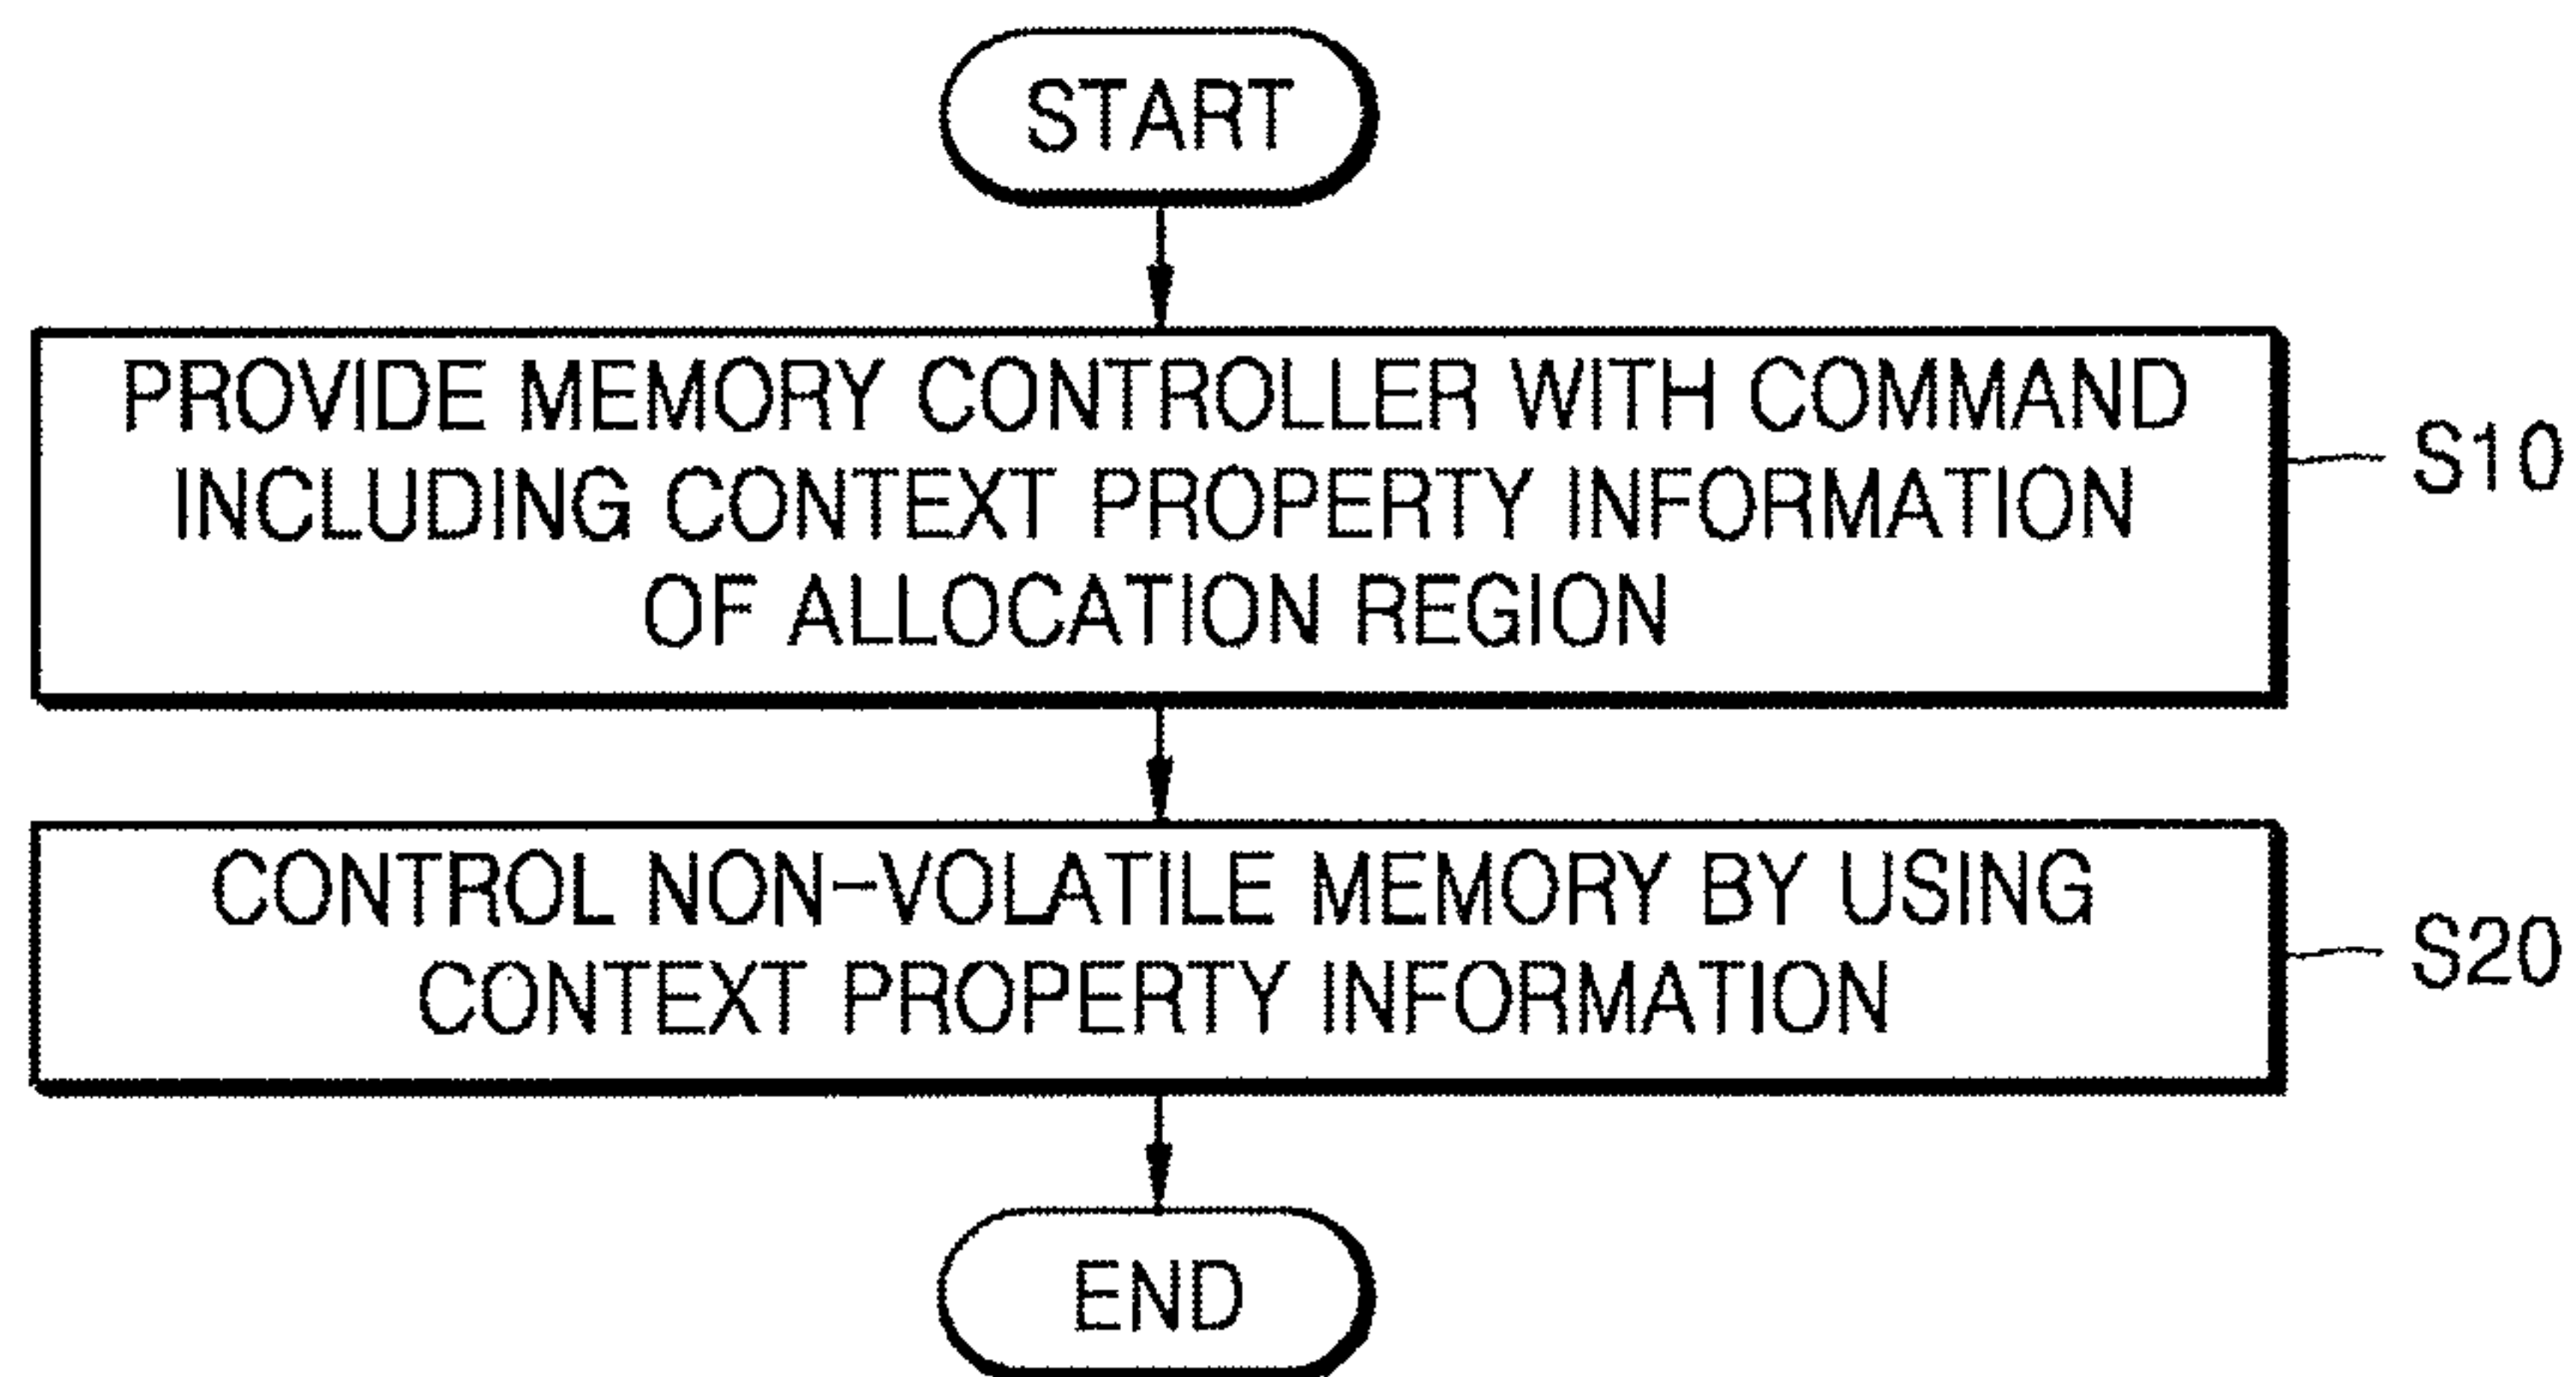 START
PROVIDE MEMORY CONTROLLER WITH COMMAND
INCLUDING CONTEXT PROPERTY INFORMATION
OF ALLOCATION REGION
S10
CONTROL NON-VOLATILE MEMORY BY USING
CONTEXT PROPERTY INFORMATION
S20
END